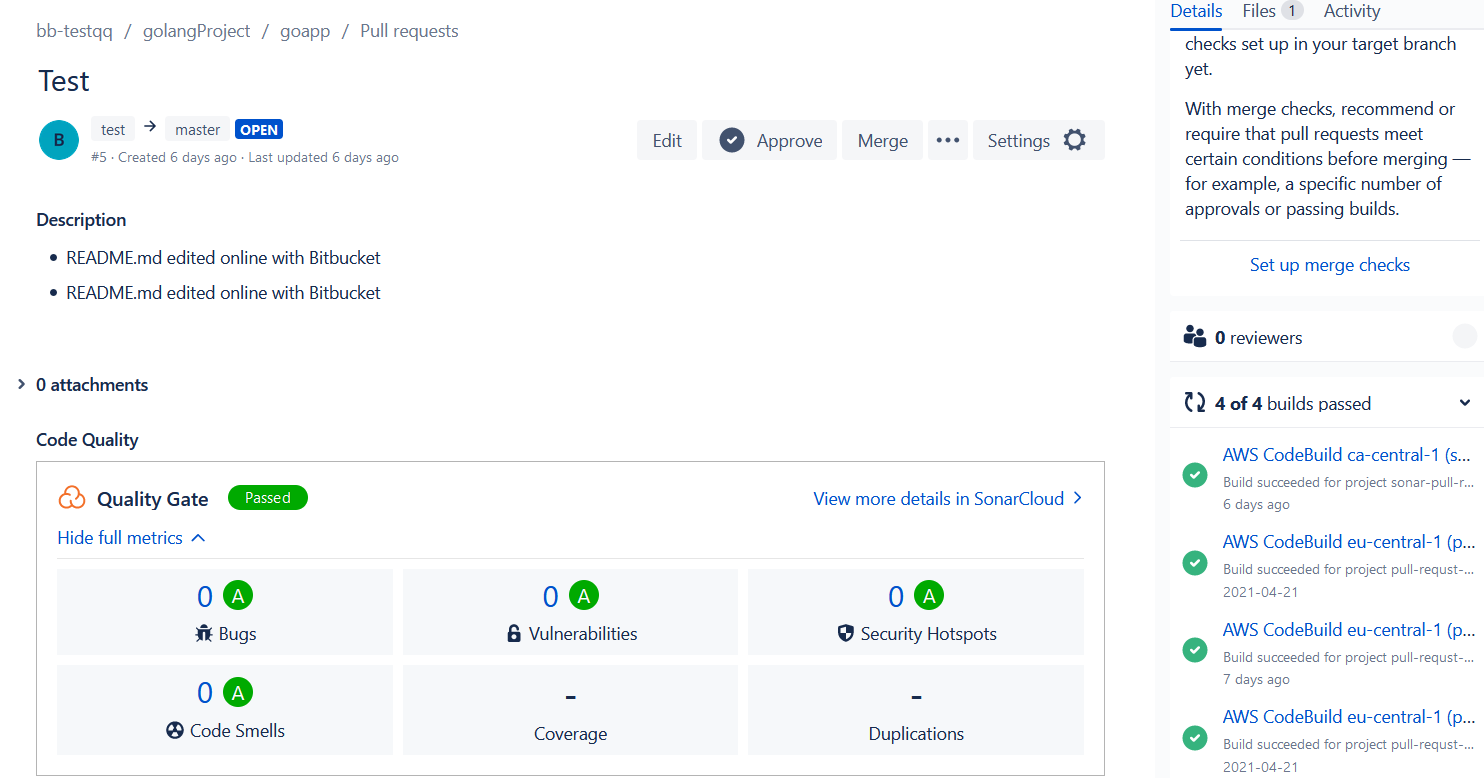 bb-testqq / golangProject / goapp / Pull requests
Test
B
test → master OPEN
#5 · Created 6 days ago · Last updated 6 days ago
Edit
Approve
Merge
•••
Settings
Description
• README.md edited online with Bitbucket
• README.md edited online with Bitbucket
0 attachments
Code Quality
Quality Gate Passed
View more details in SonarCloud
Hide full metrics
0 A
Bugs
0 A
Vulnerabilities
0 A
Security Hotspots
0 A
Code Smells
-
Coverage
-
Duplications
Details Files 1 Activity
checks set up in your target branch
yet.
With merge checks, recommend or
require that pull requests meet
certain conditions before merging —
for example, a specific number of
approvals or passing builds.
Set up merge checks
0 reviewers
4 of 4 builds passed
AWS CodeBuild ca-central-1 (s...
Build succeeded for project sonar-pull-r...
6 days ago
AWS CodeBuild eu-central-1 (p...
Build succeeded for project pull-requst-...
2021-04-21
AWS CodeBuild eu-central-1 (p...
Build succeeded for project pull-requst-...
7 days ago
AWS CodeBuild eu-central-1 (p...
Build succeeded for project pull-requst-...
2021-04-21